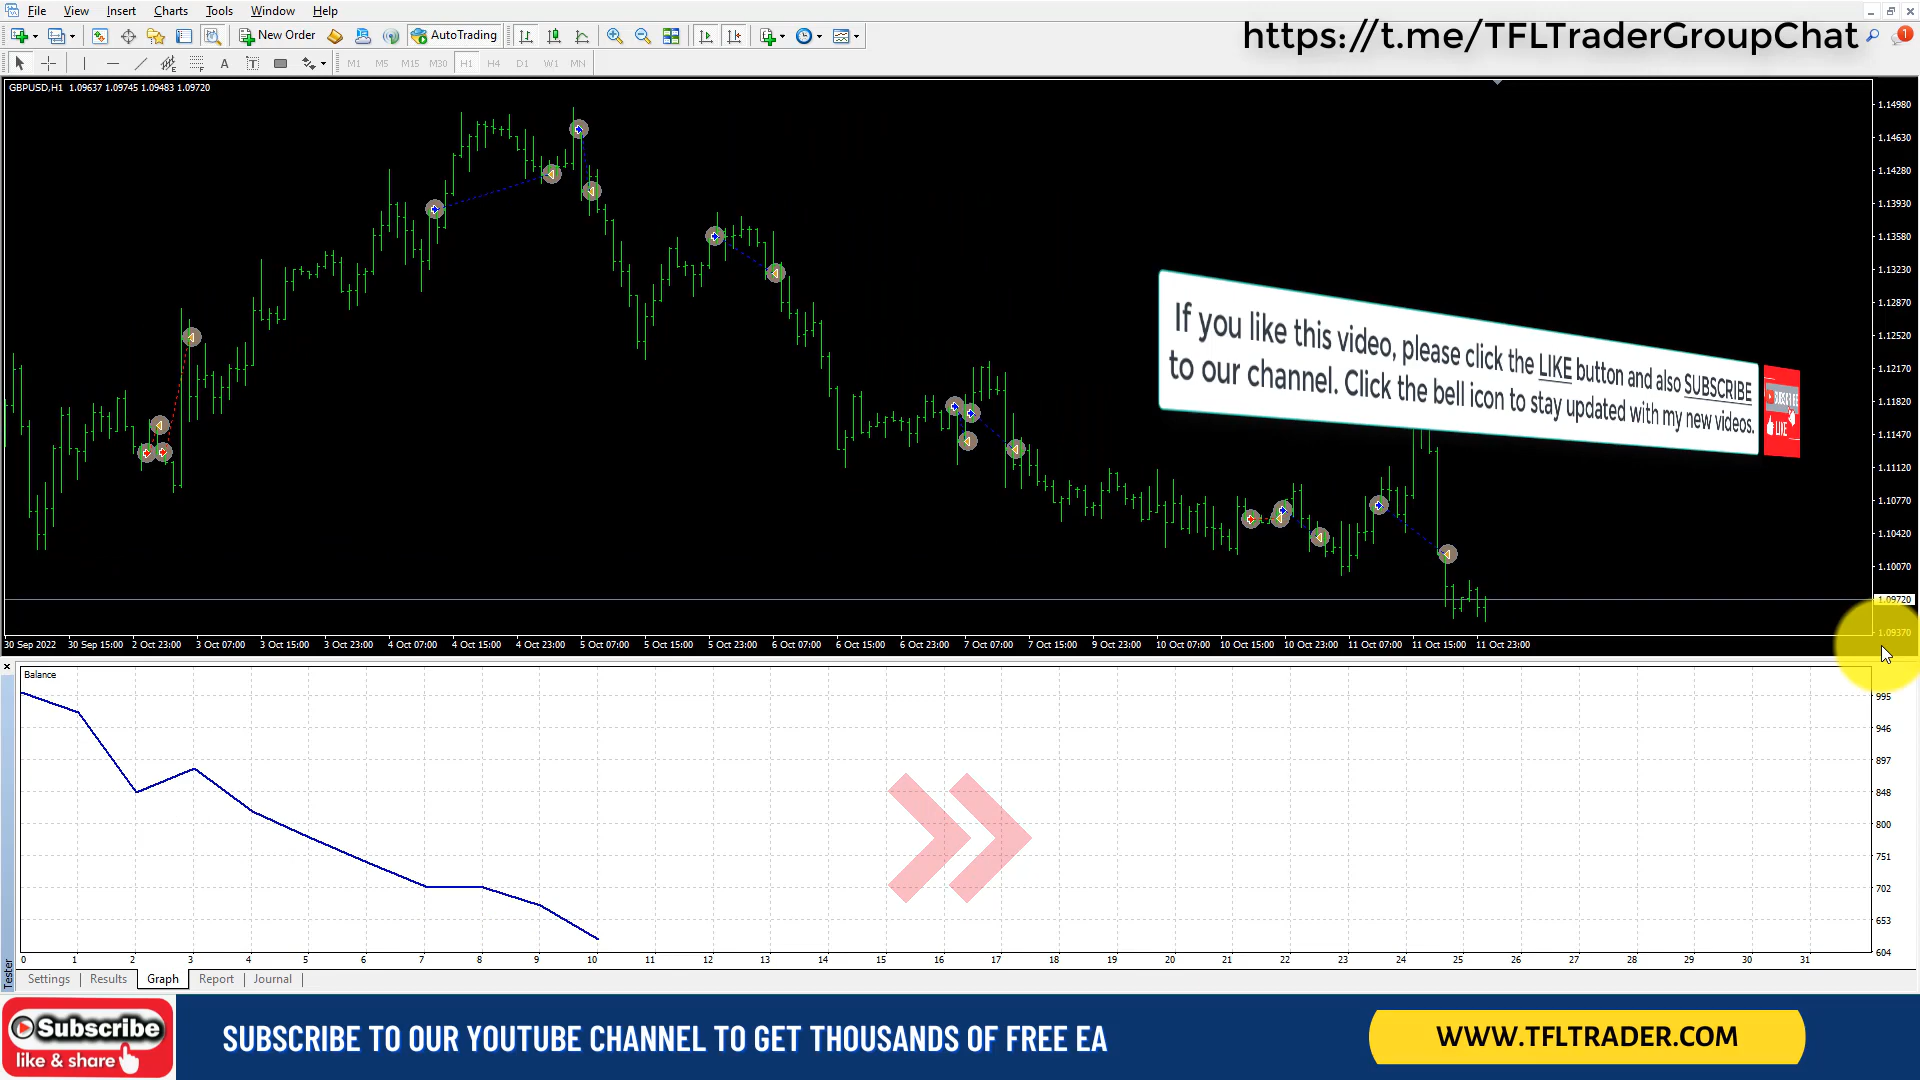 File View Insert Charts Tools Window Help
https://t.me/TFLTraderGroupChat
1
New Order AutoTrading
A T M1 M5 M15 M30 H1 H4 D1 W1 MN
GBPUSD,H1 1.09637 1.09745 1.09483 1.09720
1.14980
1.14630
1.14280
1.13930
1.13580
1.13230
1.12870
1.12520
1.12170
1.11820
1.11470
1.11120
1.10770
1.10420
1.10070
1.09720
1.09370
If you like this video, please click the LIKE button and also SUBSCRIBE
to our channel. Click the bell icon to stay updated with my new videos.
SUBSCRIBE
LIKE
30 Sep 2022 30 Sep 15:00 2 Oct 23:00 3 Oct 07:00 3 Oct 15:00 3 Oct 23:00 4 Oct 07:00 4 Oct 15:00 4 Oct 23:00 5 Oct 07:00 5 Oct 15:00 5 Oct 23:00 6 Oct 07:00 6 Oct 15:00 6 Oct 23:00 7 Oct 07:00 7 Oct 15:00 9 Oct 23:00 10 Oct 07:00 10 Oct 15:00 10 Oct 23:00 11 Oct 07:00 11 Oct 15:00 11 Oct 23:00
Balance
995
946
897
848
800
751
702
653
604
0 1 2 3 4 5 6 7 8 9 10 11 12 13 14 15 16 17 18 19 20 21 22 23 24 25 26 27 28 29 30 31
Tester
Settings Results Graph Report Journal
Subscribe
like & share
SUBSCRIBE TO OUR YOUTUBE CHANNEL TO GET THOUSANDS OF FREE EA
WWW.TFLTRADER.COM